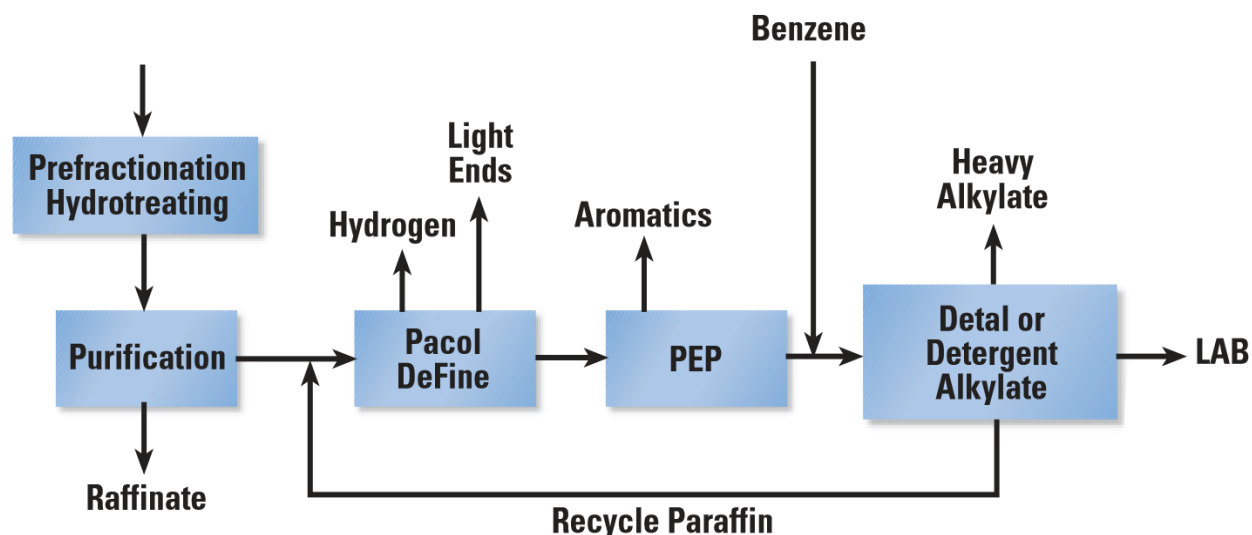 Benzene
Prefractionation
Hydrotreating
Light
Ends
Heavy
Alkylate
Hydrogen
Aromatics
Purification
Pacol
DeFine
PEP
Detal or
Detergent
Alkylate
LAB
Raffinate
Recycle Paraffin